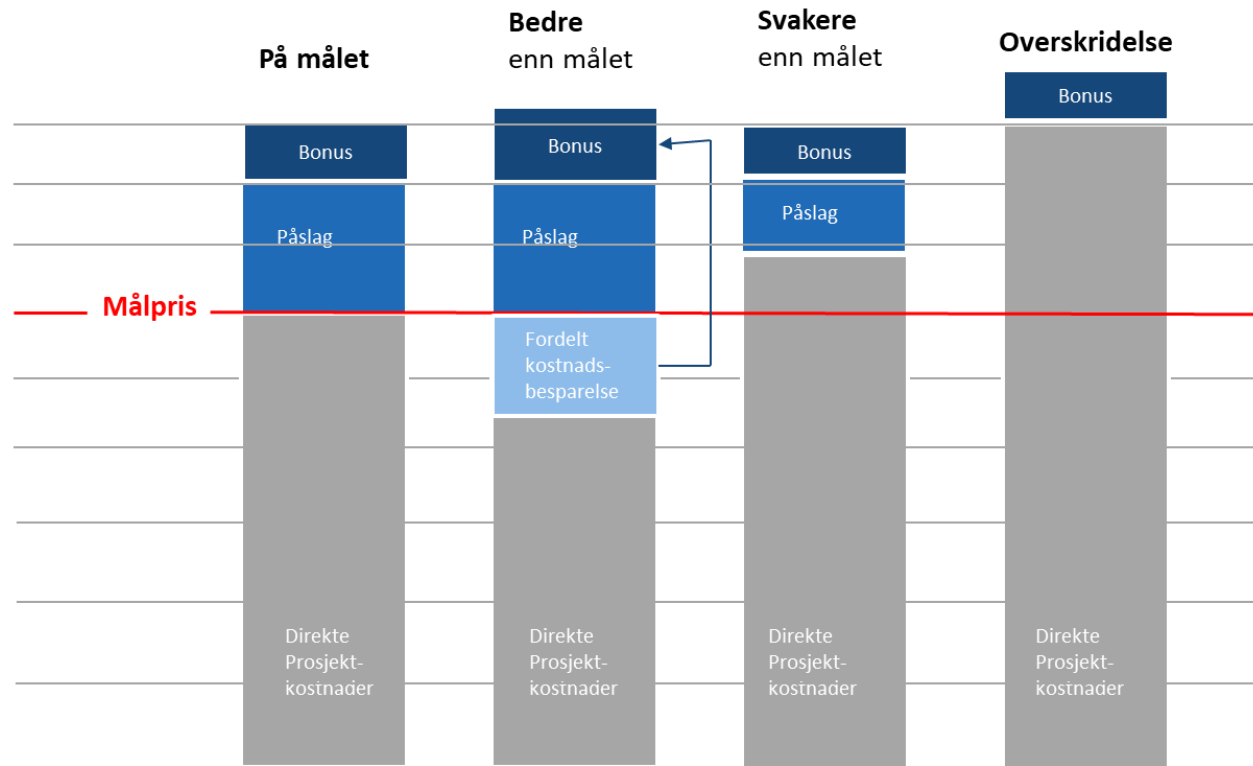 På målet
Bedre
enn målet
Svakere
enn målet
Overskridelse
Bonus
Bonus
Bonus
Bonus
Påslag
Påslag
Påslag
Målpris
Fordelt
kostnads-
besparelse
Direkte
Prosjekt-
kostnader
Direkte
Prosjekt-
kostnader
Direkte
Prosjekt-
kostnader
Direkte
Prosjekt-
kostnader